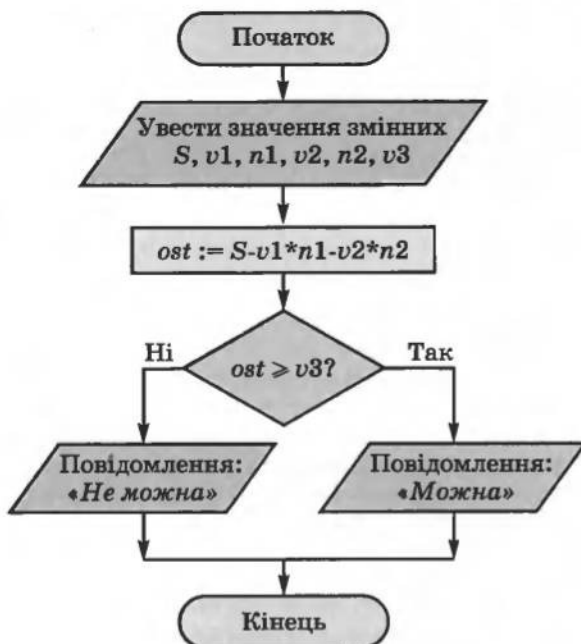 Початок
Увести значення змінних
S, v1, n1, v2, n2, v3
ost := S-v1*n1-v2*n2
Ні
ost ⩾ v3?
Так
Повідомлення:
«Не можна»
Повідомлення:
«Можна»
Кінець